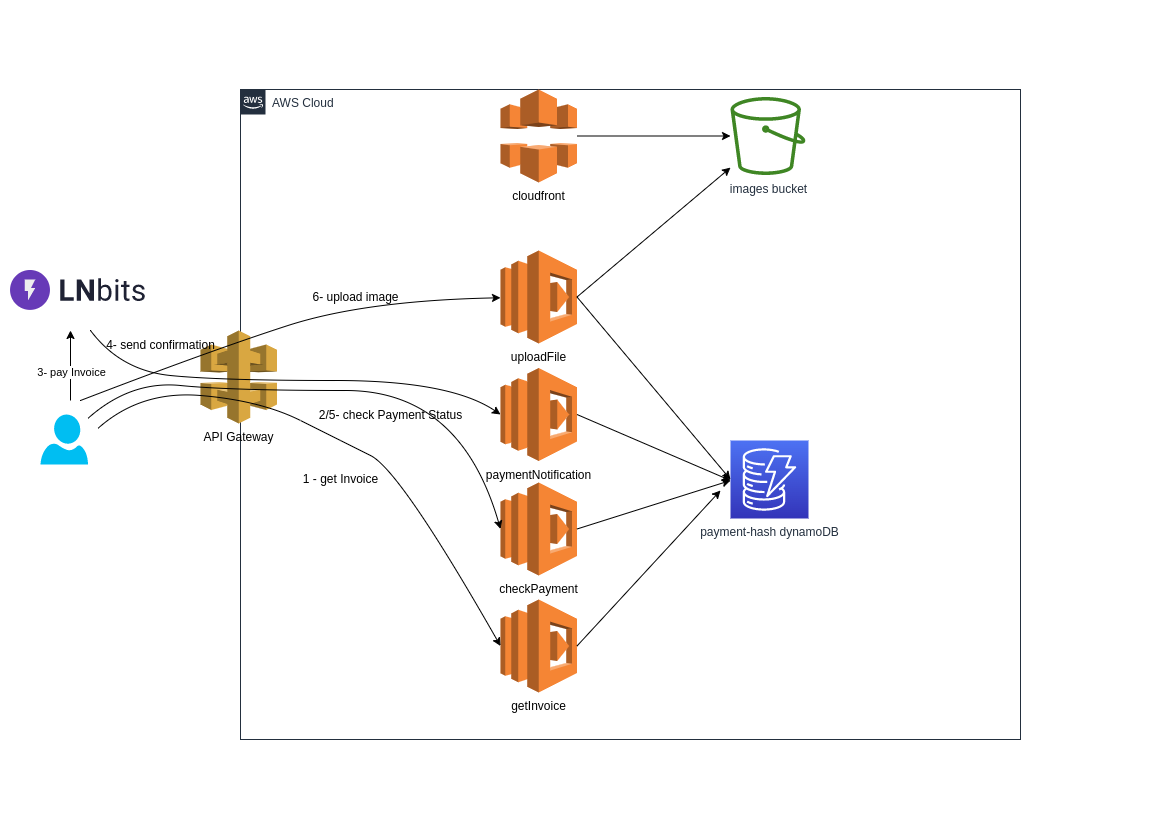 aws
AWS Cloud
cloudfront
images bucket
LNbits
6- upload image
4- send confirmation
uploadFile
3- pay Invoice
2/5- check Payment Status
API Gateway
paymentNotification
1 - get Invoice
payment-hash dynamoDB
checkPayment
getInvoice